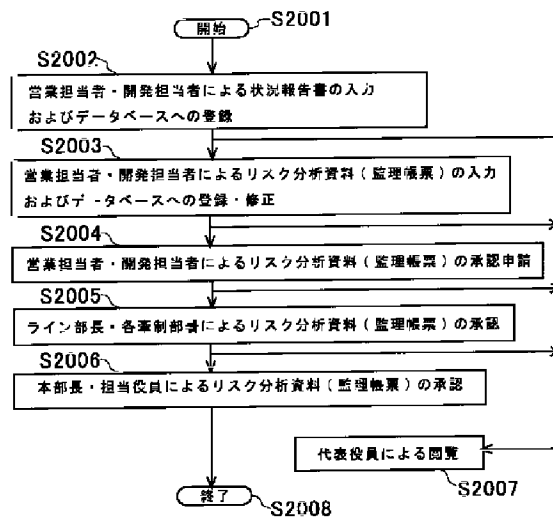 開始
S2001
S2002
営業担当者・開発担当者による状況報告書の入力
およびデータベースへの登録
S2003
営業担当者・開発担当者によるリスク分析資料(監理帳票)の入力
およびデータベースへの登録・修正
S2004
営業担当者・開発担当者によるリスク分析資料(監理帳票)の承認申請
S2005
ライン部長・各牽制部署によるリスク分析資料(監理帳票)の承認
S2006
本部長・担当役員によるリスク分析資料(監理帳票)の承認
代表役員による閲覧
S2007
終了
S2008